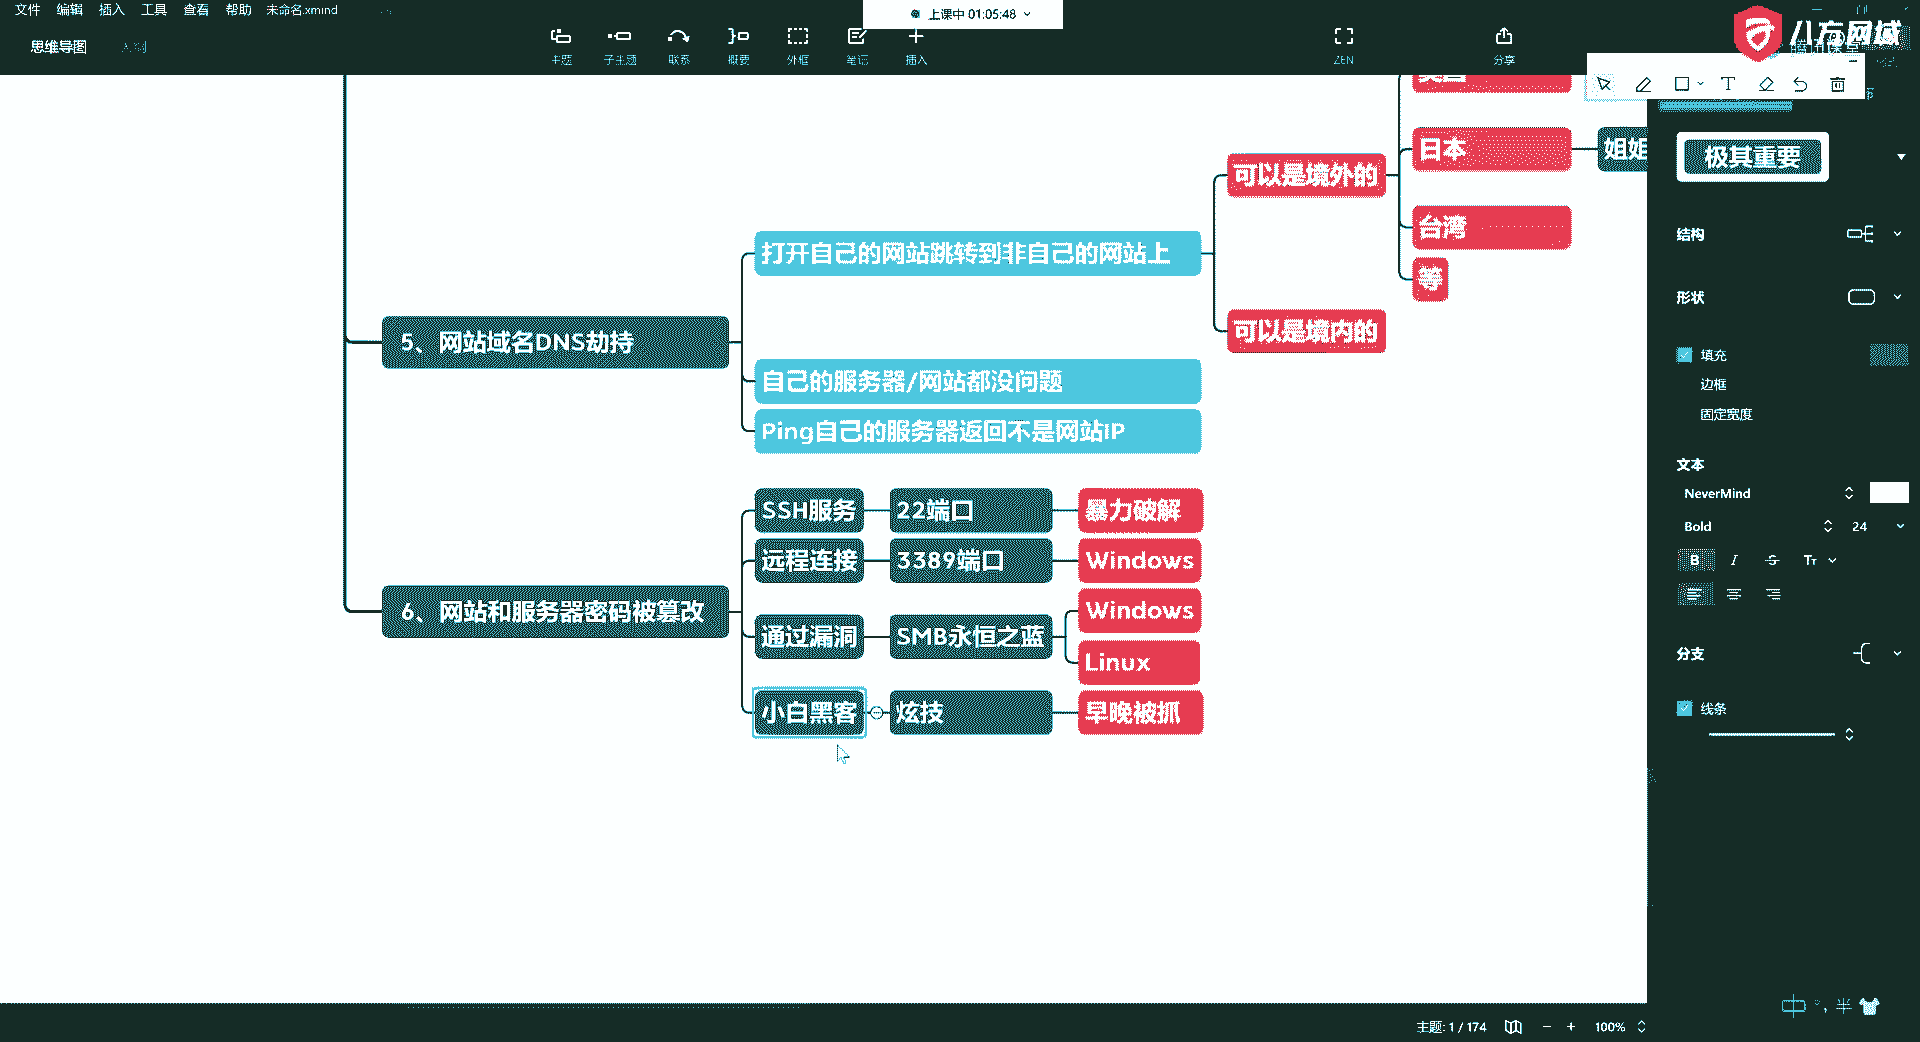 文件 编辑 插入 工具 查看 帮助 未命名.xmind
上课中 01:05:48
八方网域
思维导图
主题 子主题 联系 概要 外框 笔记 插入 ZEN 分享
腾讯课堂
极其重要
日本
姐姐
可以是境外的
台湾
打开自己的网站跳转到非自己的网站上
等
可以是境内的
5、网站域名DNS劫持
自己的服务器/网站都没问题
Ping自己的服务器返回不是网站IP
SSH服务 22端口 暴力破解
远程连接 3389端口 Windows
6、网站和服务器密码被篡改
通过漏洞 SMB永恒之蓝 Windows
Linux
小白黑客 炫技 早晚被抓
结构
形状
填充
边框
固定宽度
文本
NeverMind
Bold 24
B I S Tт
分支
线条
中 °, 半
主题: 1 / 174 100%